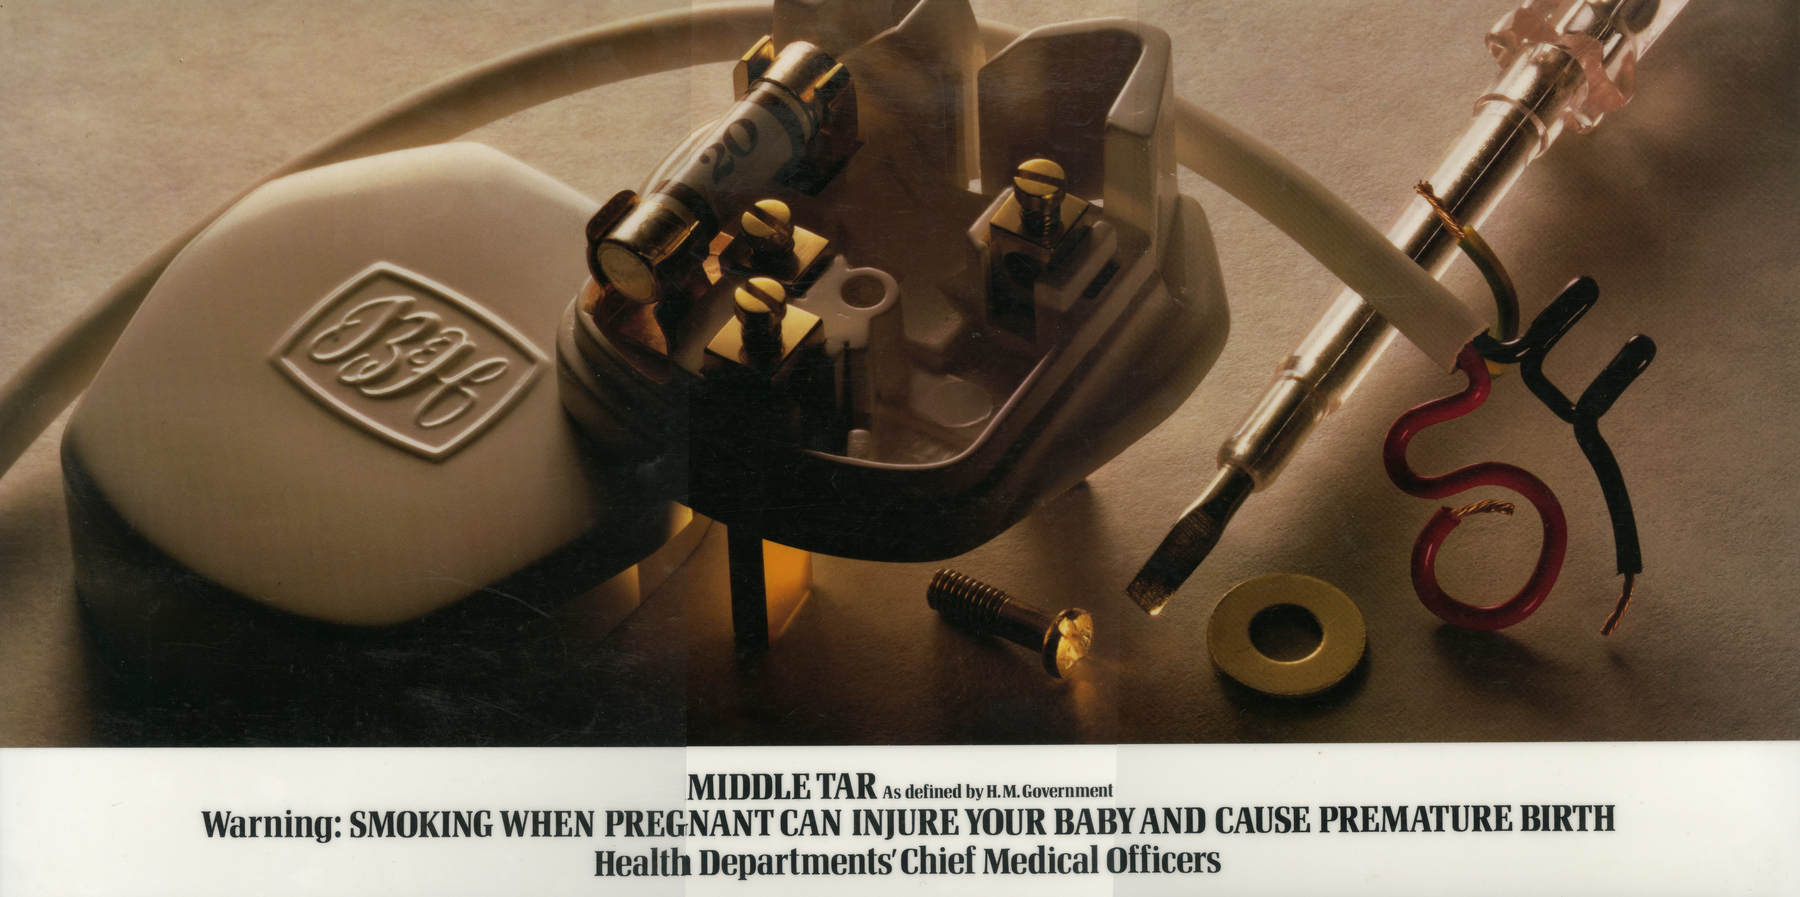 20
B&H
MIDDLE TAR As defined by H.M.Government
Warning: SMOKING WHEN PREGNANT CAN INJURE YOUR BABY AND CAUSE PREMATURE BIRTH
Health Departments' Chief Medical Officers